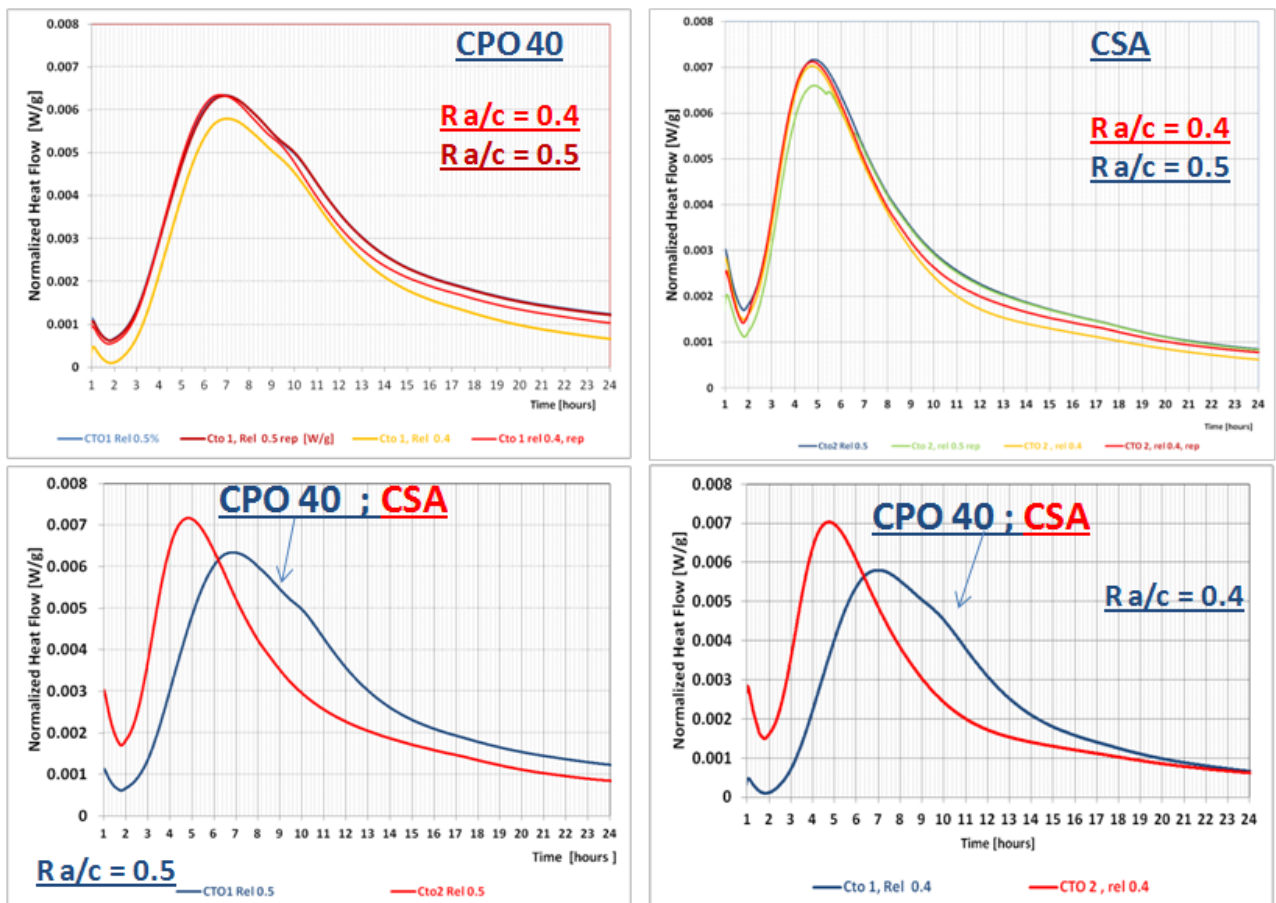 CPO 40
R a/c = 0.4
R a/c = 0.5
Normalized Heat Flow [W/g]
0.008
0.007
0.006
0.005
0.004
0.003
0.002
0.001
0
1 2 3 4 5 6 7 8 9 10 11 12 13 14 15 16 17 18 19 20 21 22 23 24
Time [hours]
CTO1 Rel 0.5% Cto 1, Rel 0.5 rep [W/g] Cto 1, Rel 0.4 Cto 1 rel 0.4, rep
CSA
R a/c = 0.4
R a/c = 0.5
Normalized Heat Flow [W/g]
0.008
0.007
0.006
0.005
0.004
0.003
0.002
0.001
0
1 2 3 4 5 6 7 8 9 10 11 12 13 14 15 16 17 18 19 20 21 22 23 24
Time [hours]
Cto2 Rel 0.5 Cto 2, rel 0.5 rep CTO 2 , rel 0.4 CTO 2, rel 0.4, rep
CPO 40 ; CSA
Normalized Heat Flow [W/g]
0.008
0.007
0.006
0.005
0.004
0.003
0.002
0.001
0
1 2 3 4 5 6 7 8 9 10 11 12 13 14 15 16 17 18 19 20 21 22 23 24
Time [hours ]
R a/c = 0.5
CTO1 Rel 0.5 Cto2 Rel 0.5
CPO 40 ; CSA
R a/c = 0.4
Normalized Heat Flow [W/g]
0.008
0.007
0.006
0.005
0.004
0.003
0.002
0.001
0
1 2 3 4 5 6 7 8 9 10 11 12 13 14 15 16 17 18 19 20 21 22 23 24
Time [hours]
Cto 1, Rel 0.4 CTO 2 , rel 0.4